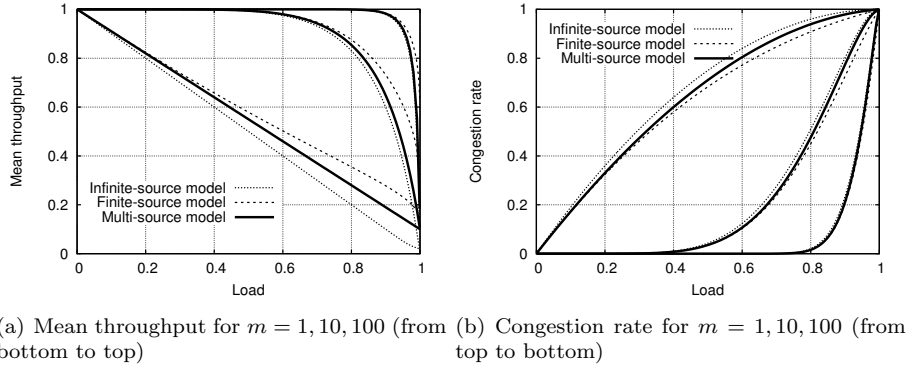 1
0.8
0.6
0.4
0.2
0
Mean throughput
Infinite-source model
Finite-source model
Multi-source model
0 0.2 0.4 0.6 0.8 1
Load
1
0.8
0.6
0.4
0.2
0
Congestion rate
Infinite-source model
Finite-source model
Multi-source model
0 0.2 0.4 0.6 0.8 1
Load
(a) Mean throughput for m = 1, 10, 100 (from
bottom to top)
(b) Congestion rate for m = 1, 10, 100 (from
top to bottom)